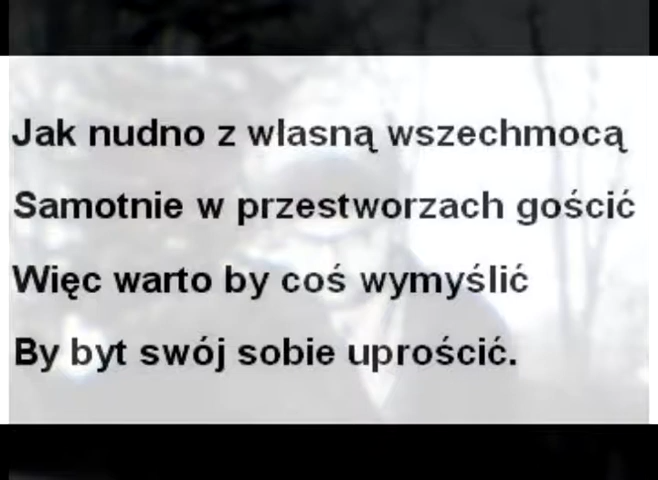 Jak nudno z własną wszechmocą
Samotnie w przestworzach gościć
Więc warto by coś wymyślić
By byt swój sobie uprościć.